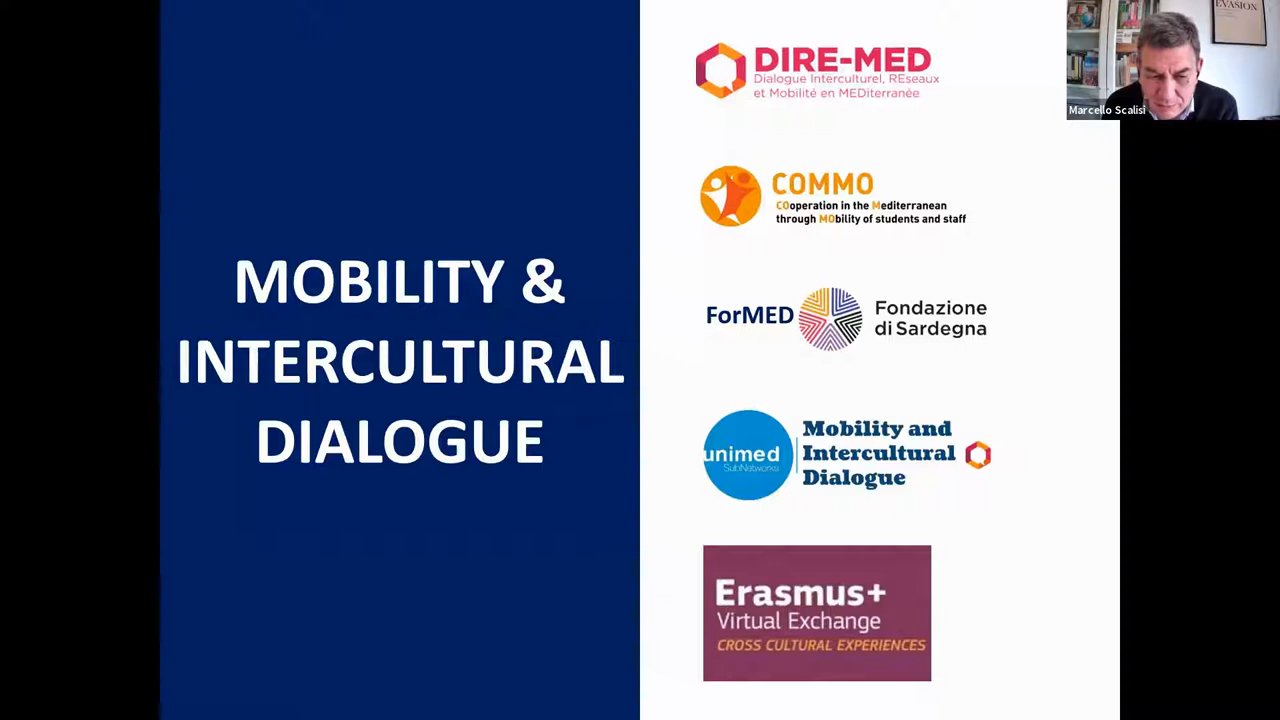 MOBILITY &
INTERCULTURAL
DIALOGUE
DIRE-MED
Dialogue Interculturel, REseaux
et Mobilité en MEDiterranée
COMMO
COoperation in the Mediterranean
through MObility of students and staff
ForMED
Fondazione
di Sardegna
unimed
SubNetworks
Mobility and
Intercultural
Dialogue
Erasmus+
Virtual Exchange
CROSS CULTURAL EXPERIENCES
EVASION
Marcello Scalisi